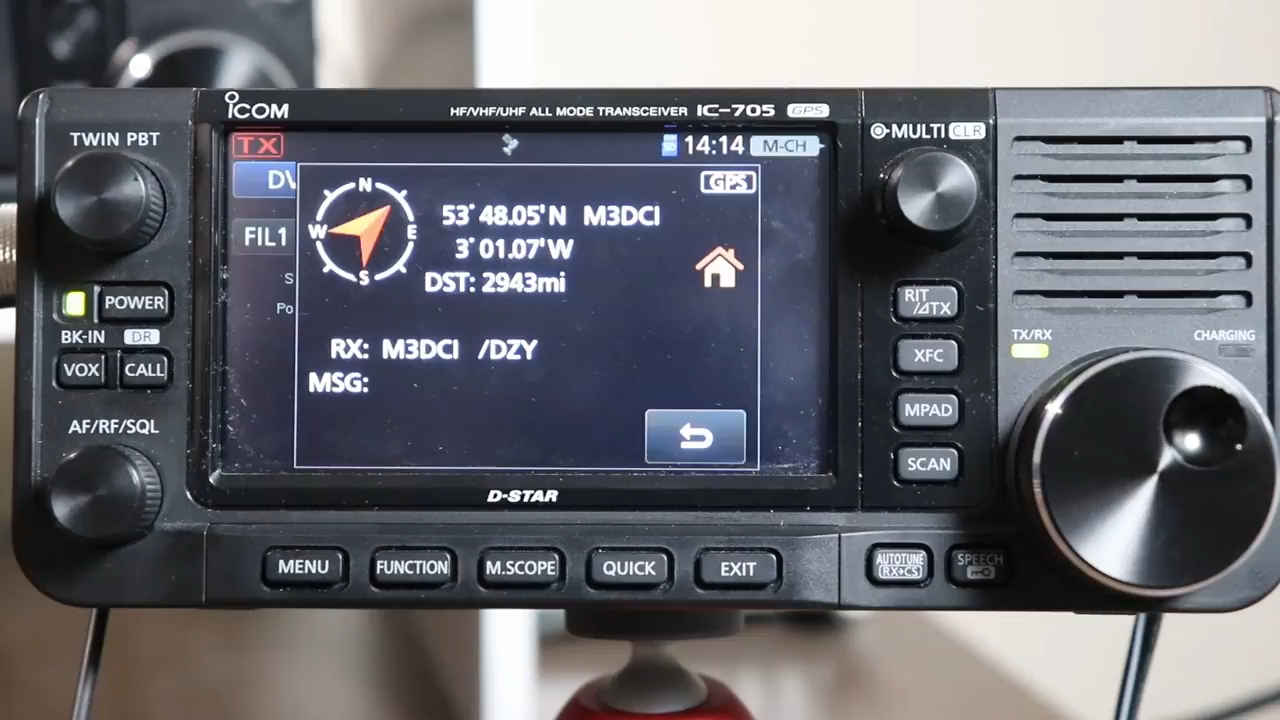 ICOM
HF/VHF/UHF ALL MODE TRANSCEIVER IC-705 GPS
TWIN PBT
MULTI CLR
TX
14:14 M-CH
DV
GPS
N
W E
S
53°48.05'N M3DCI
3°01.07'W
DST: 2943mi
FIL1
S
Po
RX: M3DCI /DZY
MSG:
POWER
BK-IN DR
VOX CALL
AF/RF/SQL
RIT
/⊿TX
XFC
MPAD
SCAN
TX/RX
CHARGING
D-STAR
MENU FUNCTION M.SCOPE QUICK EXIT
AUTOTUNE
RX→CS
SPEECH